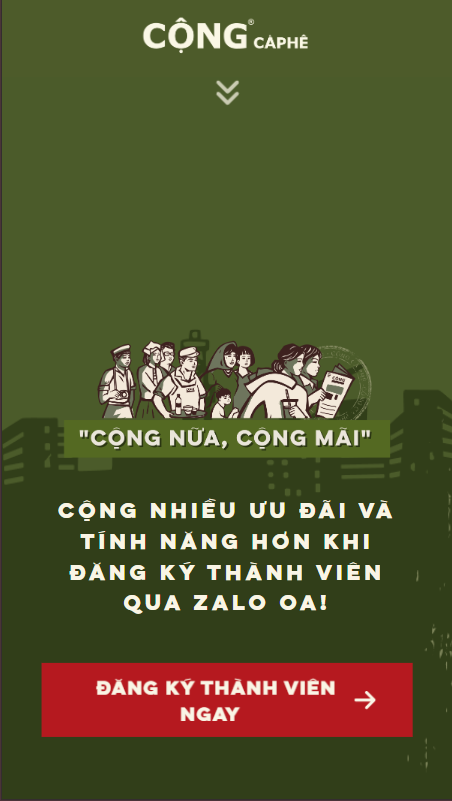 CỘNG® CÀPHÊ
"CỘNG NỮA, CỘNG MÃI"
CỘNG NHIỀU ƯU ĐÃI VÀ
TÍNH NĂNG HƠN KHI
ĐĂNG KÝ THÀNH VIÊN
QUA ZALO OA!
ĐĂNG KÝ THÀNH VIÊN
NGAY